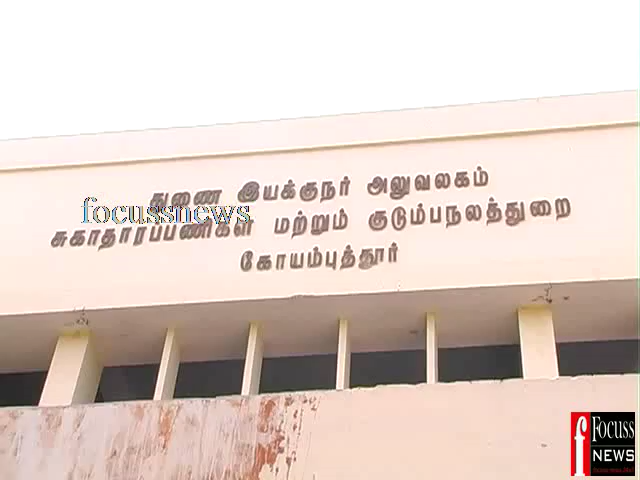 துணை இயக்குநர் அலுவலகம்
சுகாதாரப்பணிகள் மற்றும் குடும்பநலத்துறை
கோயம்புத்தூர்
focussnews
f Focuss
NEWS